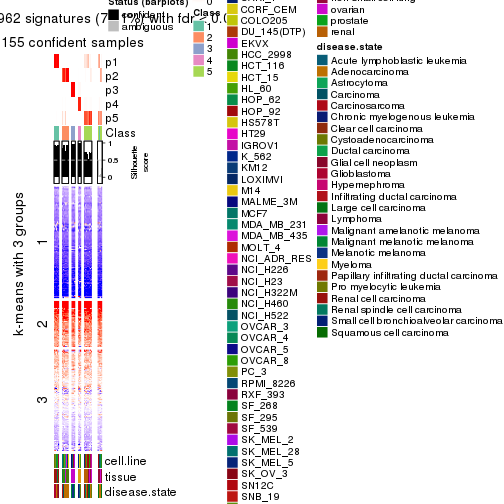 Status (barplots)
confident
ambiguous
155 confident samples
p1
p2
p3
p4
p5
Class
1
0.5
0
Silhouette
score
k-means with 3 groups
1
2
3
cell.line
tissue
disease.state
Class
1
2
3
4
5
CCRF_CEM
COLO205
DU_145(DTP)
EKVX
HCC_2998
HCT_116
HCT_15
HL_60
HOP_62
HOP_92
HS578T
HT29
IGROV1
K_562
KM12
LOXIMVI
M14
MALME_3M
MCF7
MDA_MB_231
MDA_MB_435
MOLT_4
NCI_ADR_RES
NCI_H226
NCI_H23
NCI_H322M
NCI_H460
NCI_H522
OVCAR_3
OVCAR_4
OVCAR_5
OVCAR_8
PC_3
RPMI_8226
RXF_393
SF_268
SF_295
SF_539
SK_MEL_2
SK_MEL_28
SK_MEL_5
SK_OV_3
SN12C
SNB_19
ovarian
prostate
renal
disease.state
Acute lymphoblastic leukemia
Adenocarcinoma
Astrocytoma
Carcinoma
Carcinosarcoma
Chronic myelogenous leukemia
Clear cell carcinoma
Cystoadenocarcinoma
Ductal carcinoma
Glial cell neoplasm
Glioblastoma
Hypernephroma
Infiltrating ductal carcinoma
Large cell carcinoma
Lymphoma
Malignant amelanotic melanoma
Malignant melanotic melanoma
Melanotic melanoma
Myeloma
Papillary infiltrating ductal carcinoma
Pro myelocytic leukemia
Renal cell carcinoma
Renal spindle cell carcinoma
Small cell bronchioalveolar carcinoma
Squamous cell carcinoma